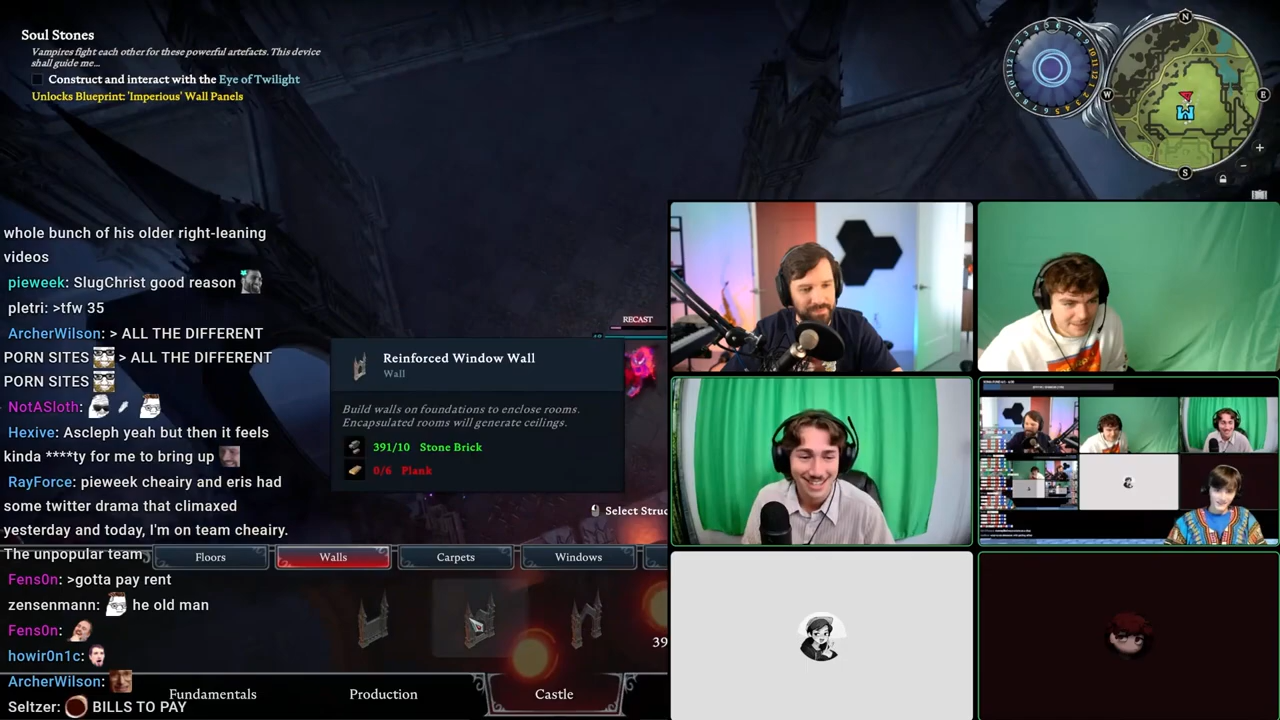 Soul Stones
Vampires fight each other for these powerful artefacts. This device
shall guide me...
Construct and interact with the Eye of Twilight
Unlocks Blueprint: 'Imperious' Wall Panels
N
W
E
S
whole bunch of his older right-leaning
videos
pieweek: SlugChrist good reason
pletri: >tfw 35
ArcherWilson: > ALL THE DIFFERENT
PORN SITES > ALL THE DIFFERENT
PORN SITES
NotASloth:
Hexive: Ascleph yeah but then it feels
kinda ****ty for me to bring up
RayForce: pieweek cheairy and eris had
some twitter drama that climaxed
yesterday and today, I'm on team cheairy
The unpopular team
Fens0n: >gotta pay rent
zensenmann: he old man
Fens0n:
howir0n1c:
ArcherWilson:
Seltzer: BILLS TO PAY
RECAST
Reinforced Window Wall
Wall
Build walls on foundations to enclose rooms.
Encapsulated rooms will generate ceilings.
391/10 Stone Brick
0/6 Plank
Select Struc
Floors
Walls
Carpets
Windows
39
Fundamentals
Production
Castle